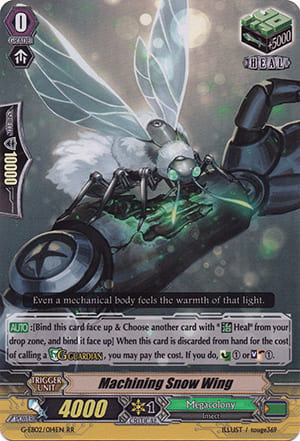 0
GRADE
+5000
HEAL
10000
SHIELD
Even a mechanical body feels the warmth of that light.
AUTO :[Bind this card face up & Choose another card with "Heal" from your
drop zone, and bind it face up] When this card is discarded from hand for the cost
of calling a G GUARDIAN, you may pay the cost. If you do, ① or ①.
TRIGGER
UNIT
Machining Snow Wing
POWER
4000
1
CRITICAL
Megacolony
Insect
G-EB02/014EN RR
ILLUST / touge369